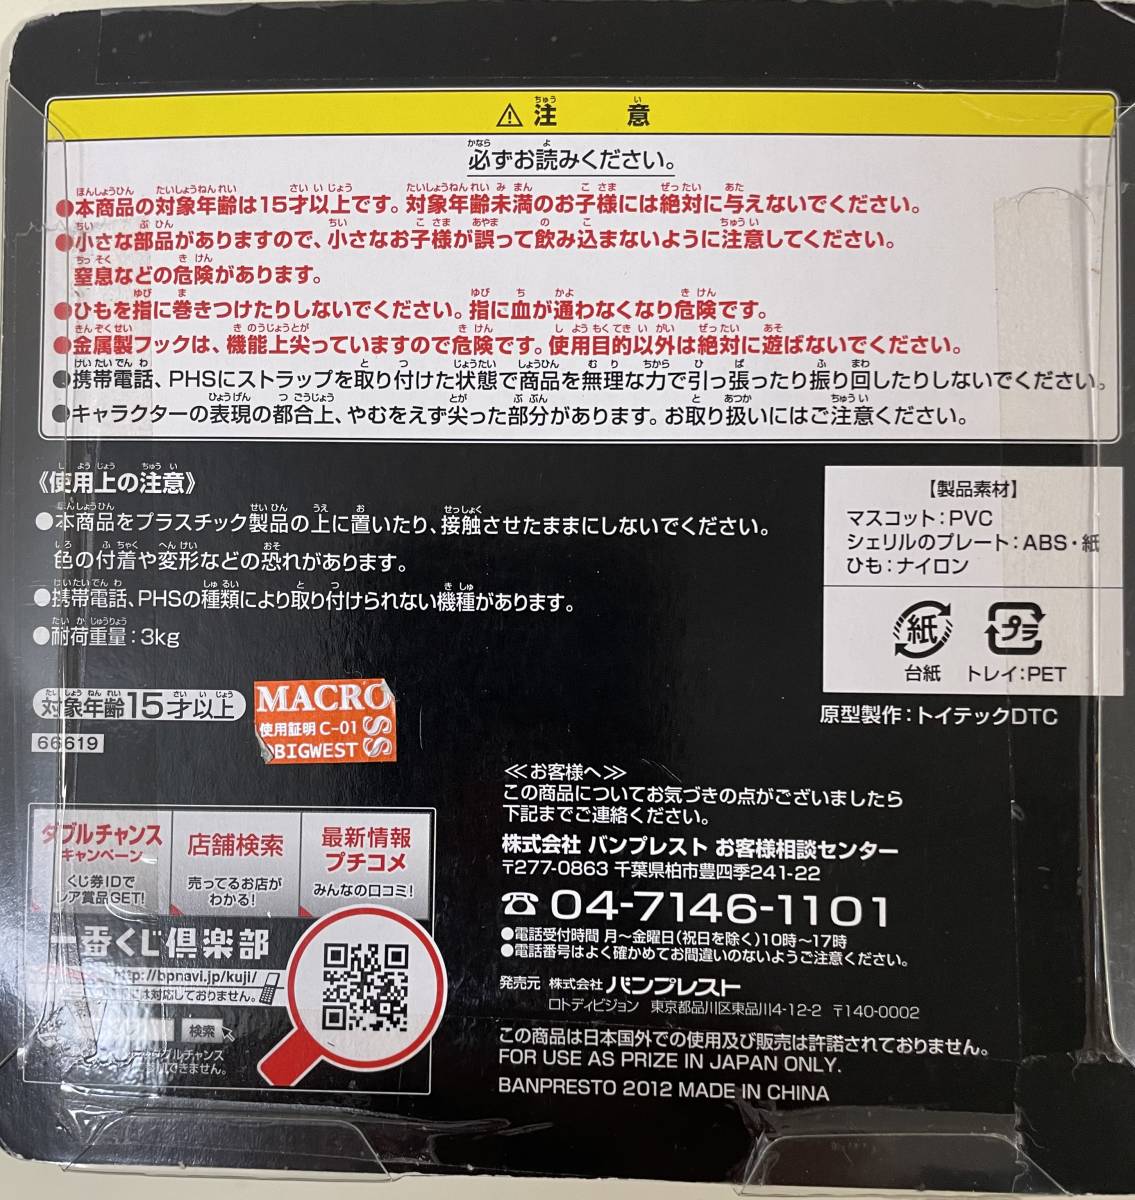 ⚠ 注意
必ずお読みください。
●本商品の対象年齢は15才以上です。対象年齢未満のお子様には絶対に与えないでください。
●小さな部品がありますので、小さなお子様が誤って飲み込まないように注意してください。
窒息などの危険があります。
●ひもを指に巻きつけたりしないでください。指に血が通わなくなり危険です。
●金属製フックは、機能上尖っていますので危険です。使用目的以外は絶対に遊ばないでください。
●携帯電話、PHSにストラップを取り付けた状態で商品を無理な力で引っ張ったり振り回したりしないでください。
●キャラクターの表現の都合上、やむをえず尖った部分があります。お取り扱いにはご注意ください。
《使用上の注意》
●本商品をプラスチック製品の上に置いたり、接触させたままにしないでください。
色の付着や変形などの恐れがあります。
●携帯電話、PHSの種類により取り付けられない機種があります。
●耐荷重量:3kg
【製品素材】
マスコット:PVC
シェリルのプレート:ABS・紙
ひも:ナイロン
紙
プラ
台紙
トレイ:PET
原型製作:トイテックDTC
対象年齢15才以上
66619
MACRO
使用証明 C-01
BIGWEST
SS
≪お客様へ≫
この商品についてお気づきの点がございましたら
下記までご連絡ください。
株式会社 バンプレスト お客様相談センター
〒277-0863 千葉県柏市豊四季241-22
☎ 04-7146-1101
●電話受付時間 月〜金曜日(祝日を除く)10時〜17時
●電話番号はよく確かめてお間違いのないようご注意ください。
発売元 株式会社 バンプレスト
ロトディビジョン 東京都品川区東品川4-12-2 〒140-0002
この商品は日本国外での使用及び販売は許諾されておりません。
FOR USE AS PRIZE IN JAPAN ONLY.
BANPRESTO 2012 MADE IN CHINA
ダブルチャンス
キャンペーン
くじ券IDで
レア賞品GET!
店舗検索
売ってるお店が
わかる!
最新情報
プチコメ
みんなの口コミ!
一番くじ倶楽部
http://bpnavi.jp/kuji/
は対応しておりません。
検索
ダブルチャンス
できません。